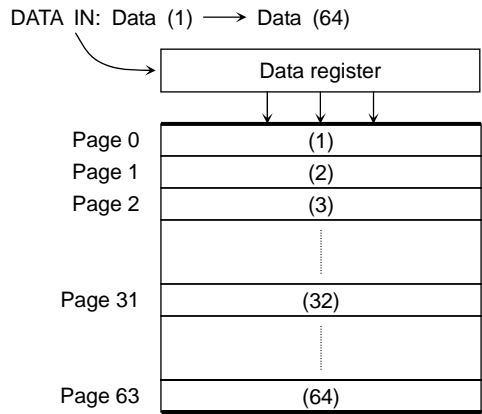 DATA IN: Data (1) ⟶ Data (64)
Data register
Page 0 (1)
Page 1 (2)
Page 2 (3)
Page 31 (32)
Page 63 (64)